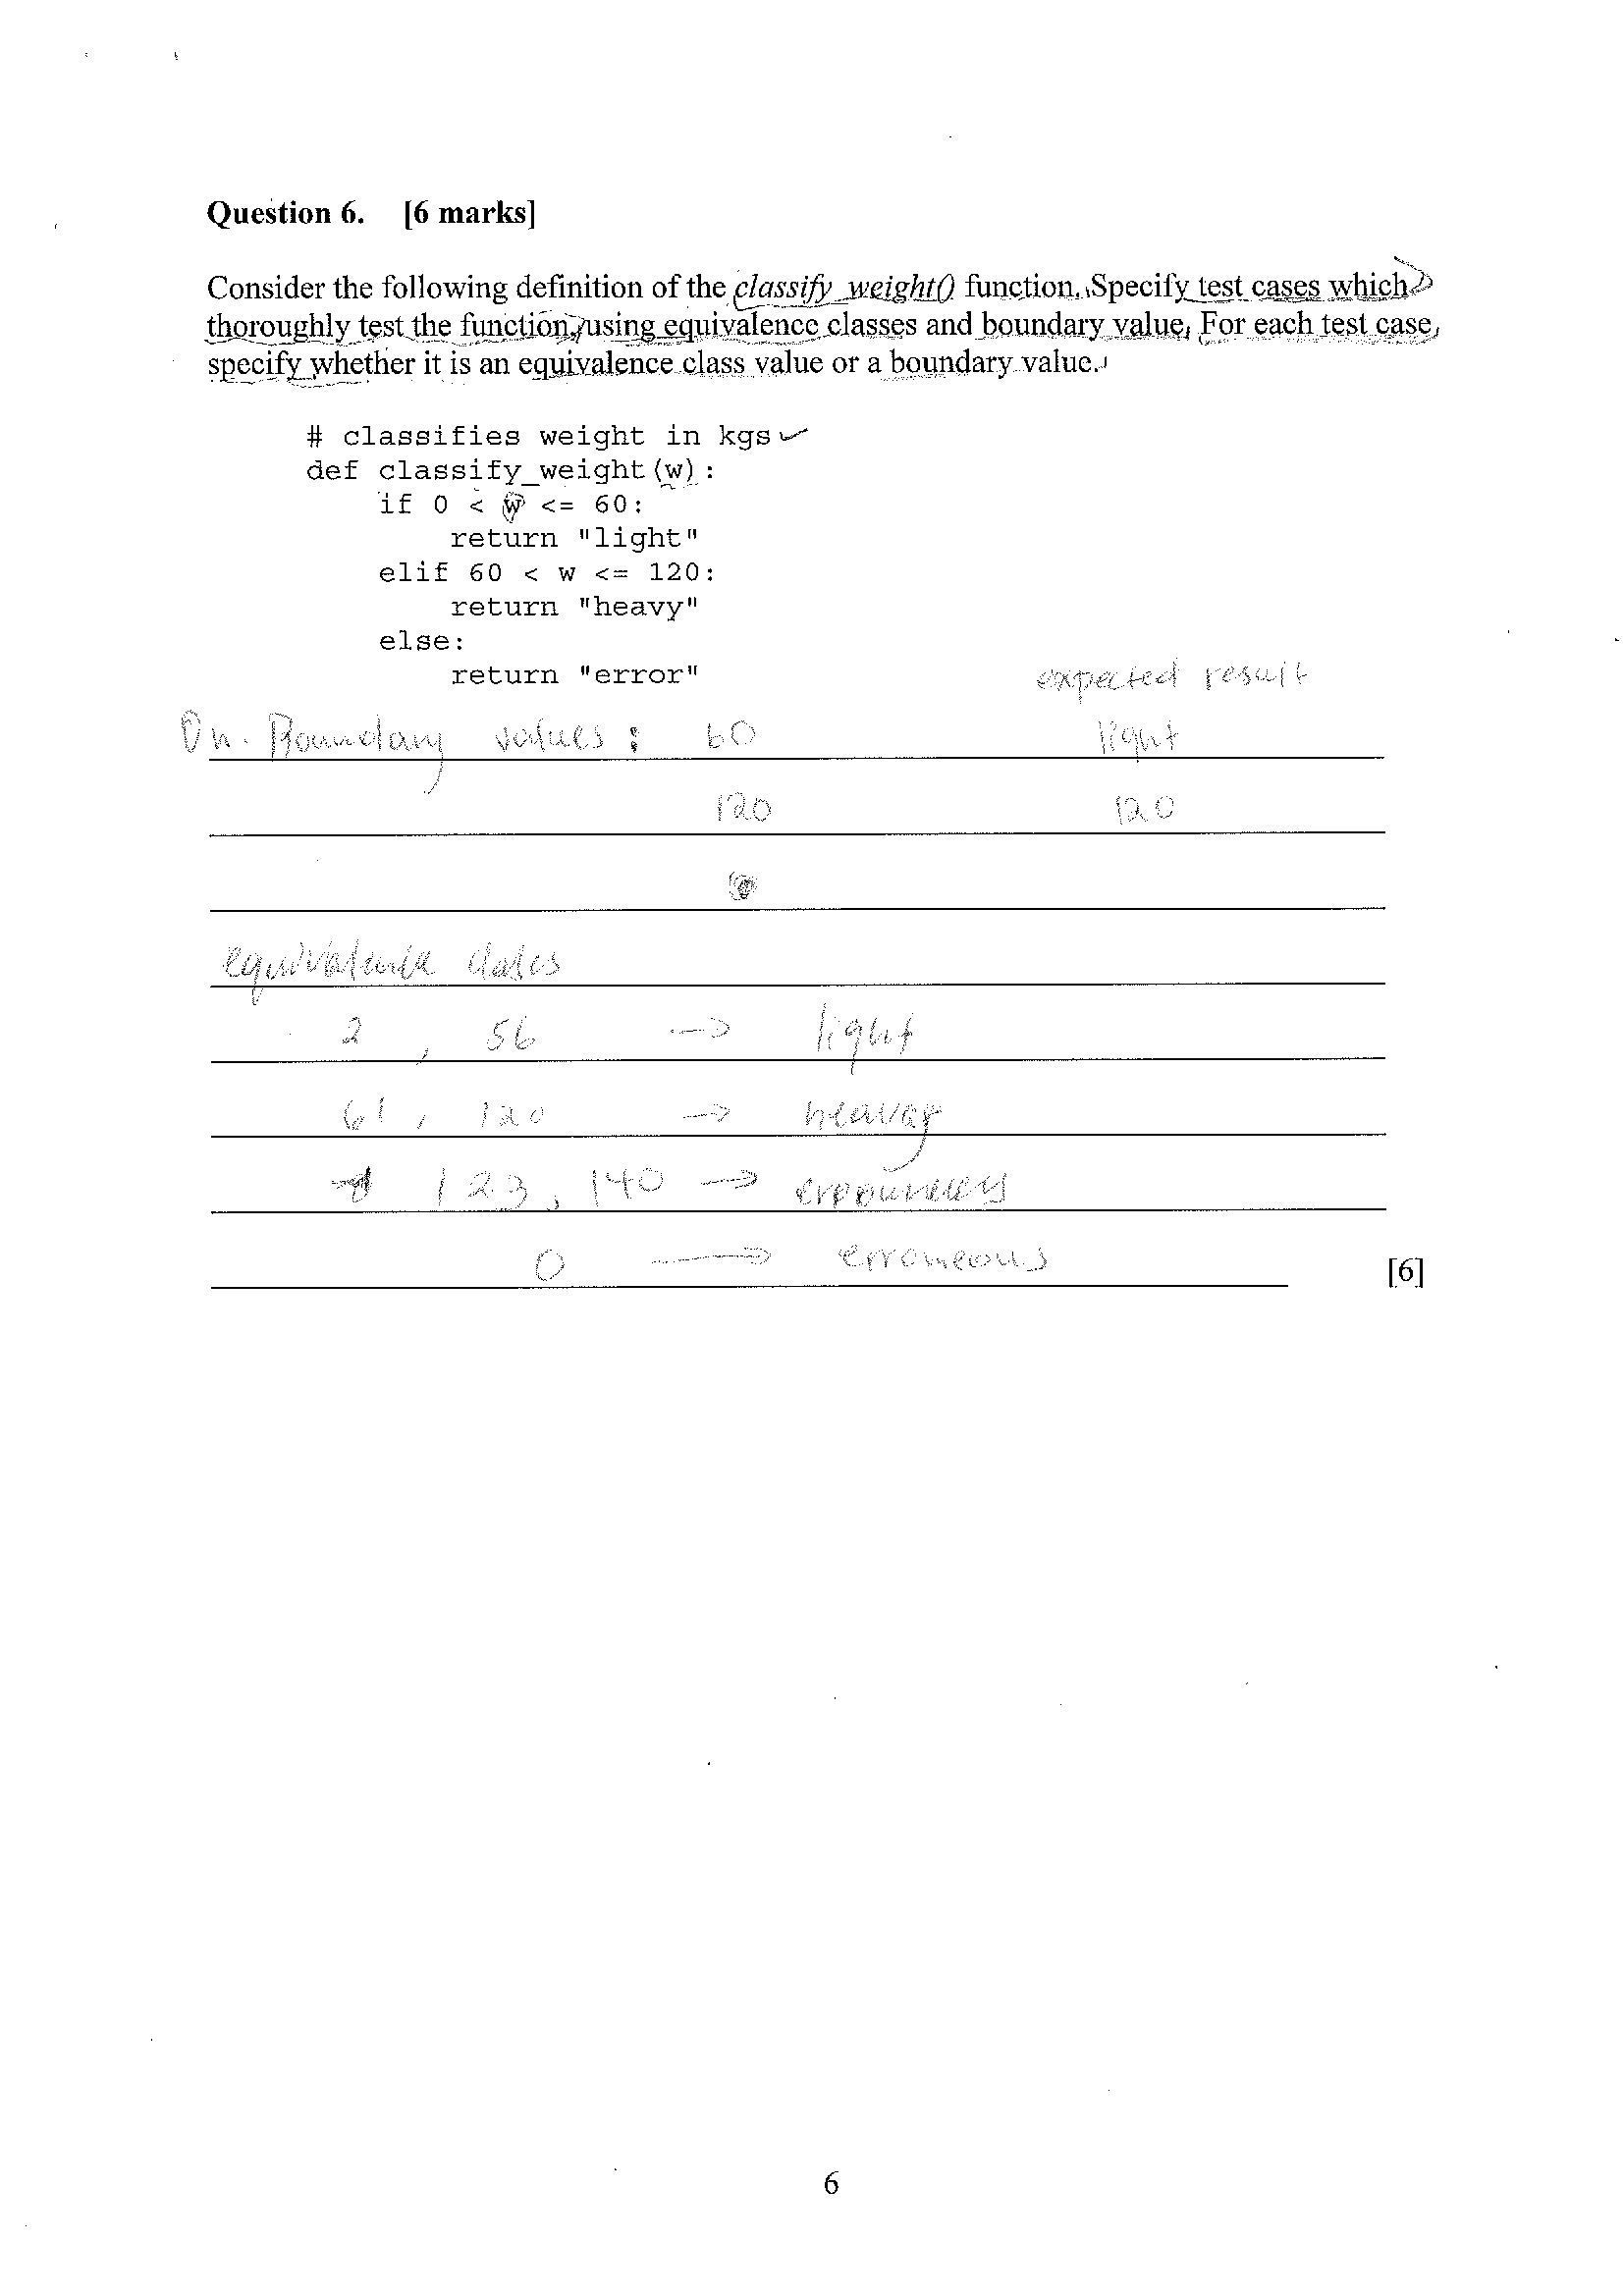 Question 6. [6 marks]
Consider the following definition of the classify_weight() function. Specify test cases which
thoroughly test the function, using equivalence classes and boundary value. For each test case,
specify whether it is an equivalence class value or a boundary value.
# classifies weight in kgs
def classify_weight(w):
if 0 < w <= 60:
return "light"
elif 60 < w <= 120:
return "heavy"
else:
return "error"
expected result
On. Boundary values : 60 light
120 120
equivalence
2 , 56 -> light
61 , 120 -> heavy
123 , 140 ->
0 -> erroneous
[6]
6